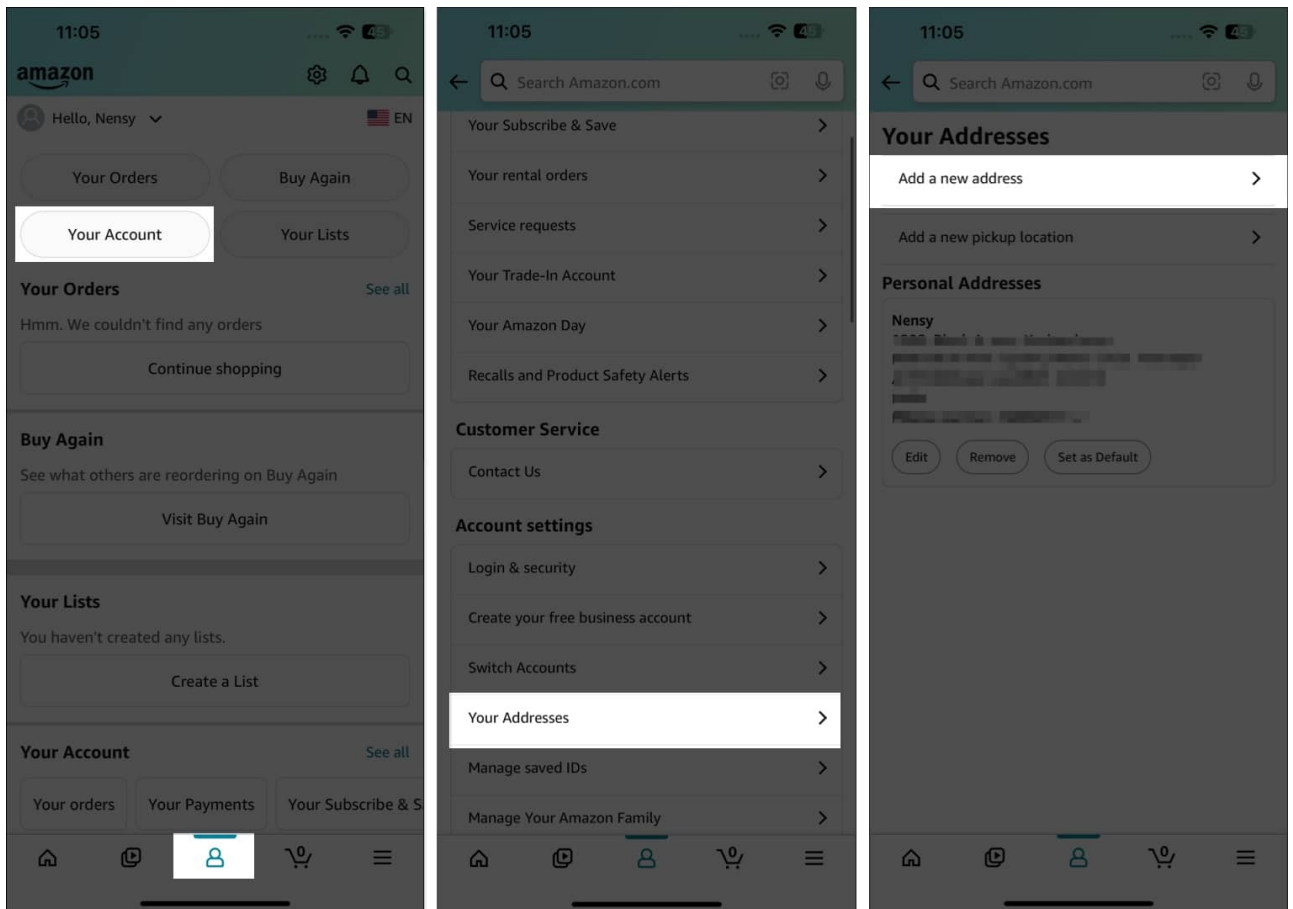 11:05
45
amazon
Hello, Nensy
EN
Your Orders
Buy Again
Your Account
Your Lists
Your Orders
See all
Hmm. We couldn't find any orders
Continue shopping
Buy Again
See what others are reordering on Buy Again
Visit Buy Again
Your Lists
You haven't created any lists.
Create a List
Your Account
See all
Your orders
Your Payments
Your Subscribe & S
0
11:05
45
Search Amazon.com
Your Subscribe & Save
Your rental orders
Service requests
Your Trade-In Account
Your Amazon Day
Recalls and Product Safety Alerts
Customer Service
Contact Us
Account settings
Login & security
Create your free business account
Switch Accounts
Your Addresses
Manage saved IDs
Manage Your Amazon Family
0
11:05
45
Search Amazon.com
Your Addresses
Add a new address
Add a new pickup location
Personal Addresses
Nensy
Edit
Remove
Set as Default
0